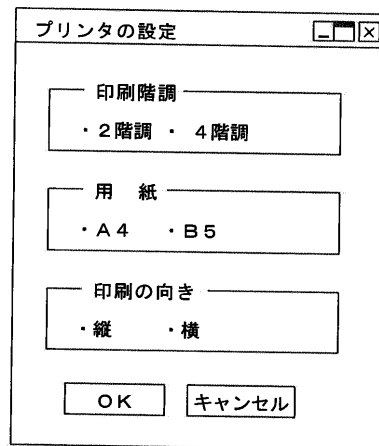 プリンタの設定
印刷階調
・2階調 ・ 4階調
用 紙
・A4 ・B5
印刷の向き
・縦 ・横
OK キャンセル